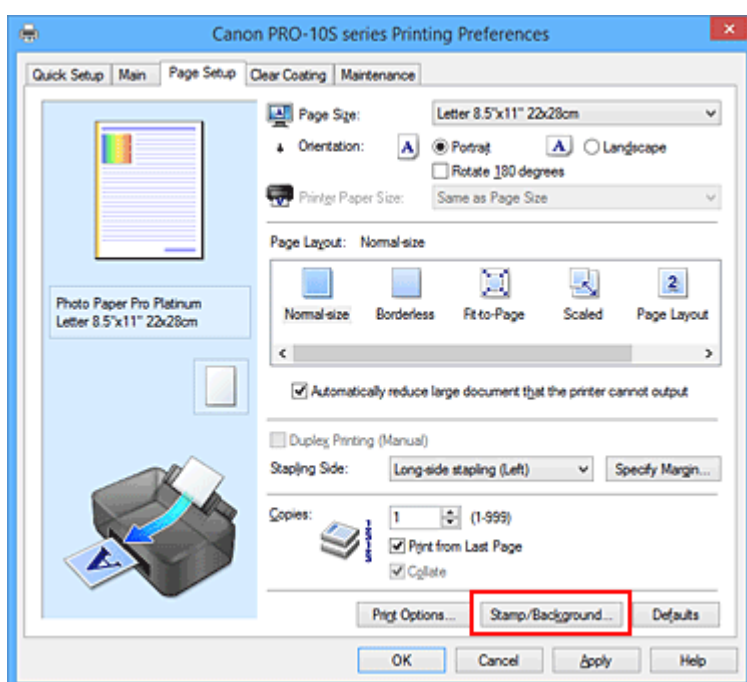 Canon PRO-10S series Printing Preferences
Quick Setup Main Page Setup Clear Coating Maintenance
Page Size: Letter 8.5"x11" 22x28cm
Orientation: A Portrait A Landscape
Rotate 180 degrees
Printer Paper Size: Same as Page Size
Page Layout: Normal-size
2
Normal-size Borderless Fit-to-Page Scaled Page Layout
Photo Paper Pro Platinum
Letter 8.5"x11" 22x28cm
Automatically reduce large document that the printer cannot output
Duplex Printing (Manual)
Stapling Side: Long-side stapling (Left) Specify Margin...
Copies: 1 (1-999)
Print from Last Page
Collate
A
Print Options... Stamp/Background... Defaults
OK Cancel Apply Help